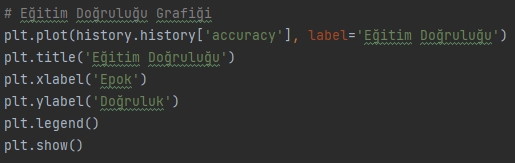 # Eğitim Doğruluğu Grafiği
plt.plot(history.history['accuracy'], label='Eğitim Doğruluğu')
plt.title('Eğitim Doğruluğu')
plt.xlabel('Epok')
plt.ylabel('Doğruluk')
plt.legend()
plt.show()